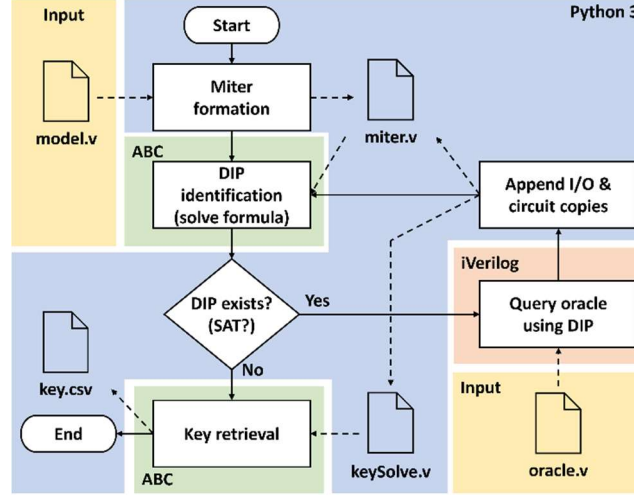 Input
Start
Python 3
Miter
formation
model.v
miter.v
ABC
DIP
identification
(solve formula)
Append I/O &
circuit copies
iVerilog
DIP exists?
(SAT?)
Yes
Query oracle
using DIP
No
key.csv
Input
End
Key retrieval
keySolve.v
oracle.v
ABC